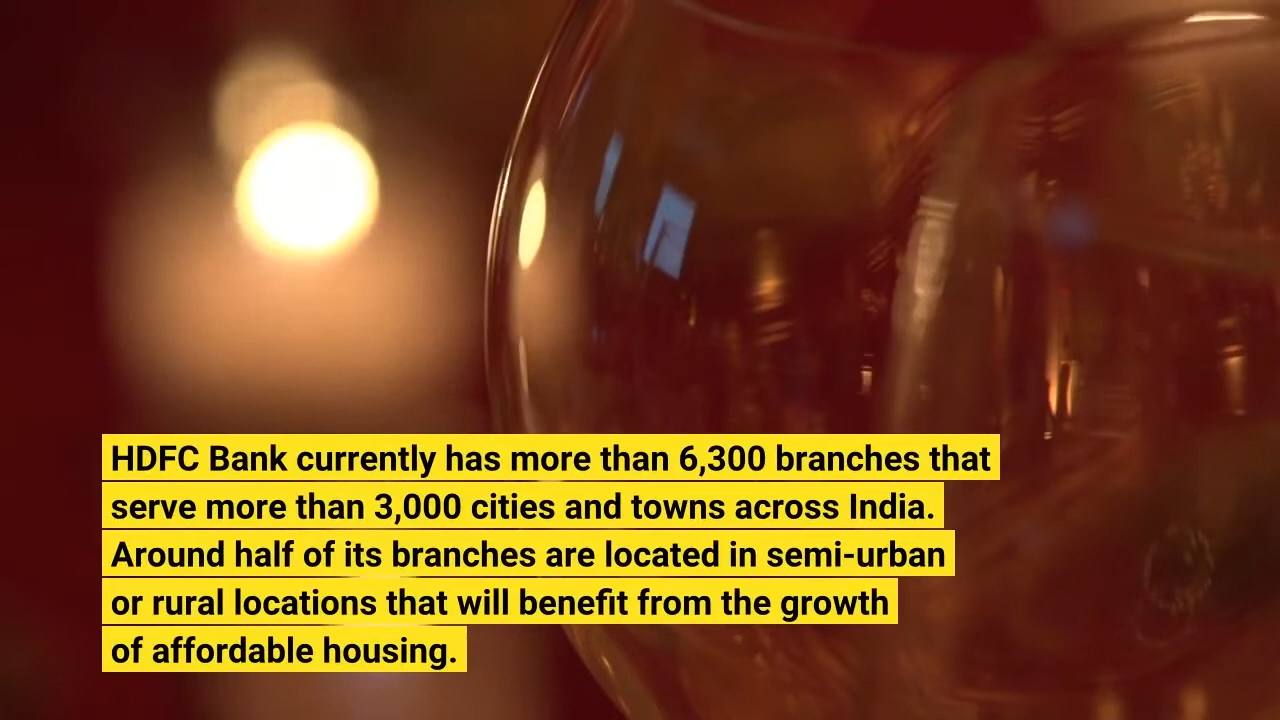 HDFC Bank currently has more than 6,300 branches that
serve more than 3,000 cities and towns across India.
Around half of its branches are located in semi-urban
or rural locations that will benefit from the growth
of affordable housing.